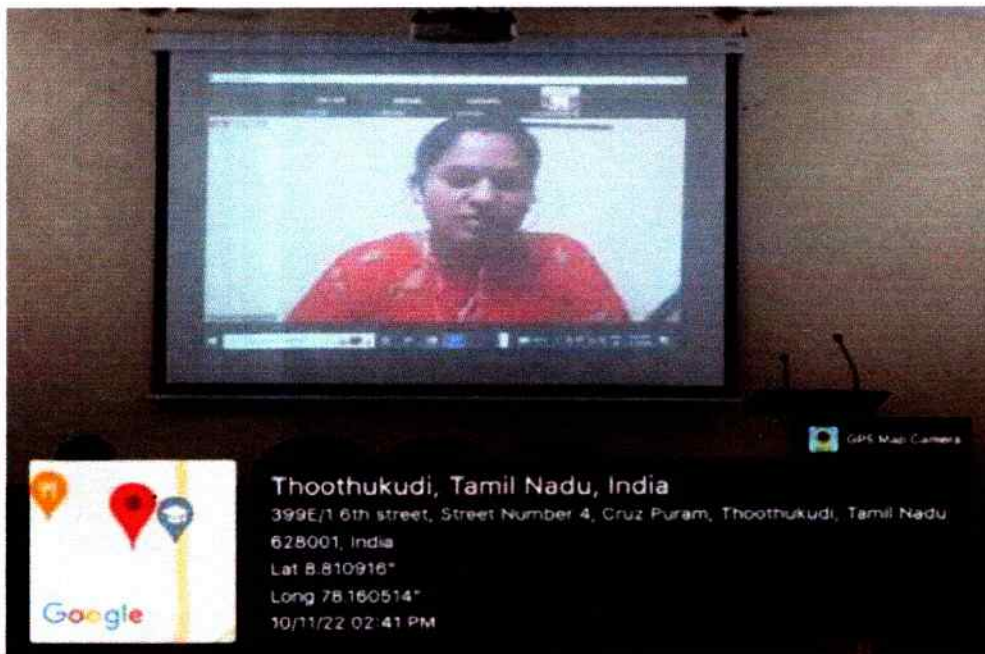 GPS Map Camera
Thoothukudi, Tamil Nadu, India
399E/1 6th street, Street Number 4, Cruz Puram, Thoothukudi, Tamil Nadu
628001, India
Lat 8.810916°
Long 78.160514°
10/11/22 02:41 PM
Google